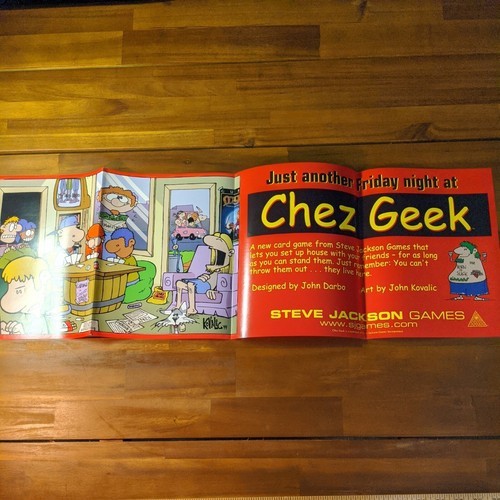 Just another Friday night at
Chez Geek
A new card game from Steve Jackson Games that
lets you set up house with your friends - for as long
as you can stand them. Just remember: You can't
throw them out . . . they live here.
Designed by John Darbo Art by John Kovalic
STEVE JACKSON GAMES
www.sjgames.com